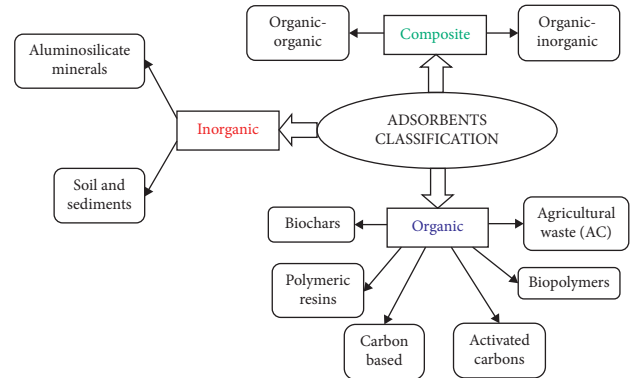 Organic-
organic
Composite
Organic-
inorganic
Aluminosilicate
minerals
Inorganic
ADSORBENTS
CLASSIFICATION
Soil and
sediments
Biochars
Organic
Agricultural
waste (AC)
Polymeric
resins
Biopolymers
Carbon
based
Activated
carbons